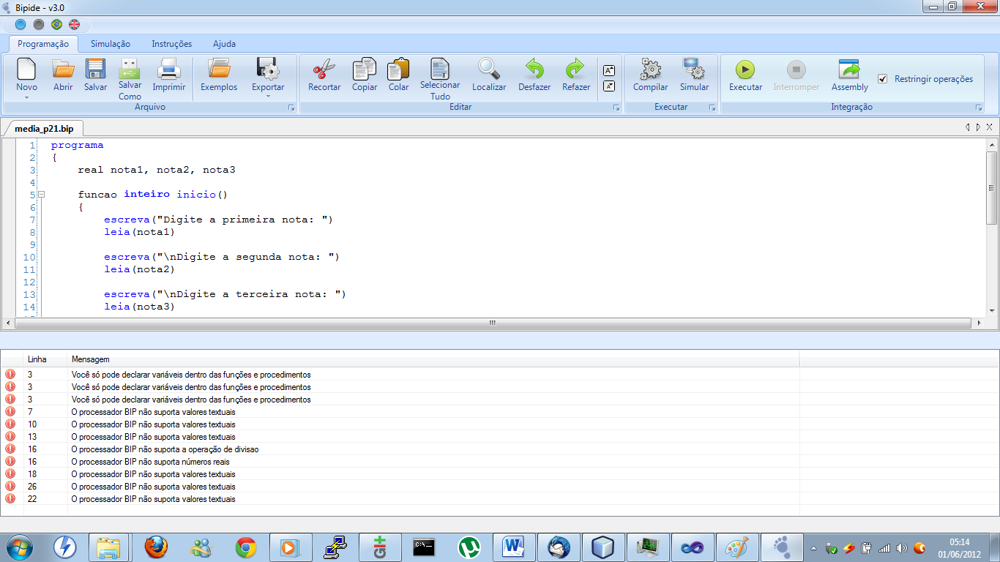 Bipide - v3.0
Programação Simulação Instruções Ajuda
Novo Abrir Salvar Salvar Como Imprimir Exemplos Exportar Recortar Copiar Colar Selecionar Tudo Localizar Desfazer Refazer A A Compilar Simular Executar Interromper Assembly Restringir operações
Arquivo Editar Executar Integração
media_p21.bip
1 programa
2 {
3 real nota1, nota2, nota3
4
5 funcao inteiro inicio()
6 {
7 escreva("Digite a primeira nota: ")
8 leia(nota1)
9
10 escreva("\nDigite a segunda nota: ")
11 leia(nota2)
12
13 escreva("\nDigite a terceira nota: ")
14 leia(nota3)
Linha Mensagem
3 Você só pode declarar variáveis dentro das funções e procedimentos
3 Você só pode declarar variáveis dentro das funções e procedimentos
3 Você só pode declarar variáveis dentro das funções e procedimentos
7 O processador BIP não suporta valores textuais
10 O processador BIP não suporta valores textuais
13 O processador BIP não suporta valores textuais
16 O processador BIP não suporta a operação de divisao
16 O processador BIP não suporta números reais
18 O processador BIP não suporta valores textuais
26 O processador BIP não suporta valores textuais
22 O processador BIP não suporta valores textuais
05:14
01/06/2012